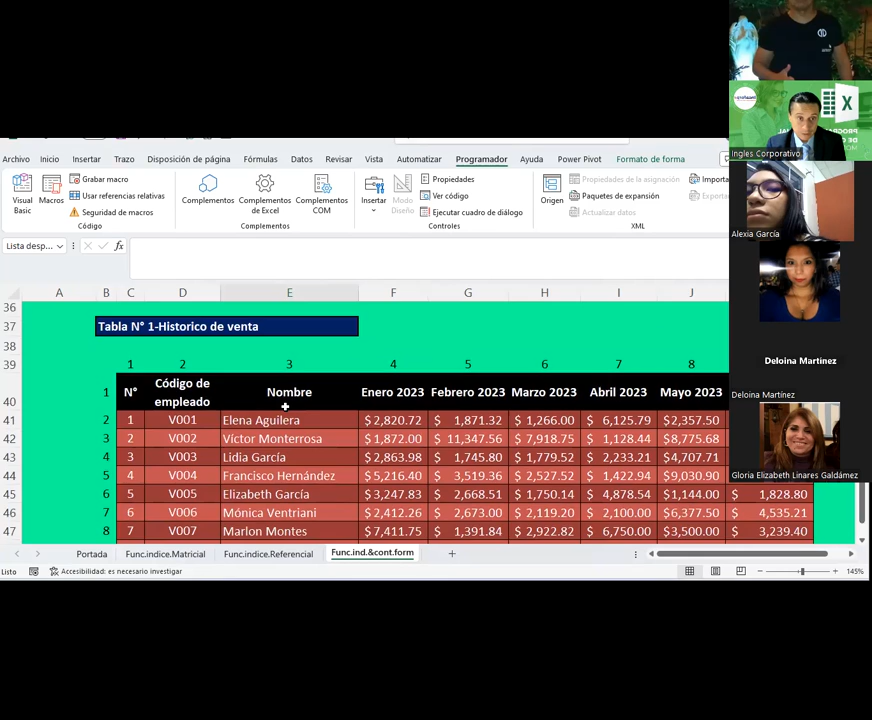 Archivo Inicio Insertar Trazo Disposición de página Fórmulas Datos Revisar Vista Automatizar Programador Ayuda Power Pivot Formato de forma
Visual Basic
Macros
Grabar macro
Usar referencias relativas
Seguridad de macros
Código
Complementos
Complementos de Excel
Complementos COM
Complementos
Insertar
Modo Diseño
Propiedades
Ver código
Ejecutar cuadro de diálogo
Controles
Origen
Propiedades de la asignación
Paquetes de expansión
Actualizar datos
Importa
Exporta
XML
Lista desp... fx
A B C D E F G H I J
36
37 Tabla N° 1-Historico de venta
38
39 1 2 3 4 5 6 7 8
40 1 N° Código de empleado Nombre Enero 2023 Febrero 2023 Marzo 2023 Abril 2023 Mayo 2023
41 2 1 V001 Elena Aguilera $ 2,820.72 $ 1,871.32 $ 1,266.00 $ 6,125.79 $ 2,357.50
42 3 2 V002 Víctor Monterrosa $ 1,872.00 $ 11,347.56 $ 7,918.75 $ 1,128.44 $ 8,775.68
43 4 3 V003 Lidia García $ 2,863.98 $ 1,745.80 $ 1,779.52 $ 2,233.21 $ 4,707.71
44 5 4 V004 Francisco Hernández $ 5,216.40 $ 3,519.36 $ 2,527.52 $ 1,422.94 $ 9,030.90
45 6 5 V005 Elizabeth García $ 3,247.83 $ 2,668.51 $ 1,750.14 $ 4,878.54 $ 1,144.00 $ 1,828.80
46 7 6 V006 Mónica Ventriani $ 2,412.26 $ 2,673.00 $ 2,119.20 $ 2,100.00 $ 6,377.50 $ 4,535.21
47 8 7 V007 Marlon Montes $ 7,411.75 $ 1,391.84 $ 2,922.82 $ 6,750.00 $ 3,500.00 $ 3,239.40
Portada Func.indice.Matricial Func.indice.Referencial Func.ind.&cont.form
Listo Accesibilidad: es necesario investigar 145%
Ingles Corporativo
Alexia García
Deloina Martinez
Deloina Martínez
Gloria Elizabeth Linares Galdámez